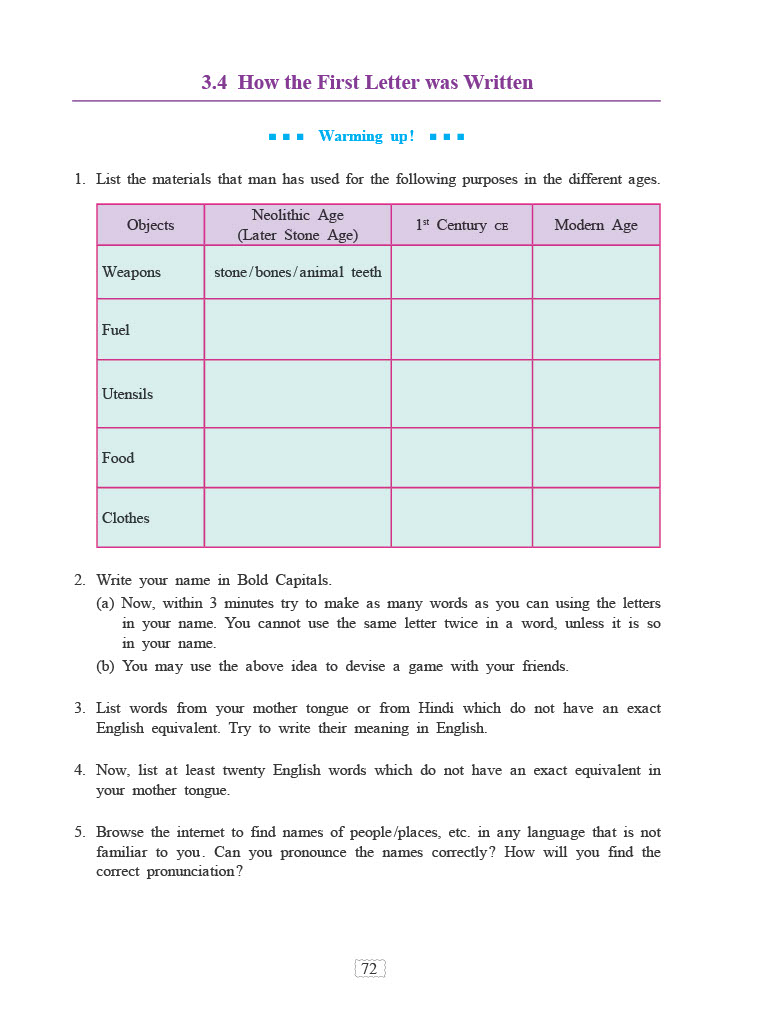 3.4 How the First Letter was Written
Warming up!
1. List the materials that man has used for the following purposes in the different ages.
Objects
Neolithic Age
(Later Stone Age)
1st Century CE
Modern Age
Weapons
stone/bones/animal teeth
Fuel
Utensils
Food
Clothes
2. Write your name in Bold Capitals.
(a) Now, within 3 minutes try to make as many words as you can using the letters
in your name. You cannot use the same letter twice in a word, unless it is so
in your name.
(b) You may use the above idea to devise a game with your friends.
3. List words from your mother tongue or from Hindi which do not have an exact
English equivalent. Try to write their meaning in English.
4. Now, list at least twenty English words which do not have an exact equivalent in
your mother tongue.
5. Browse the internet to find names of people/places, etc. in any language that is not
familiar to you. Can you pronounce the names correctly? How will you find the
correct pronunciation?
72